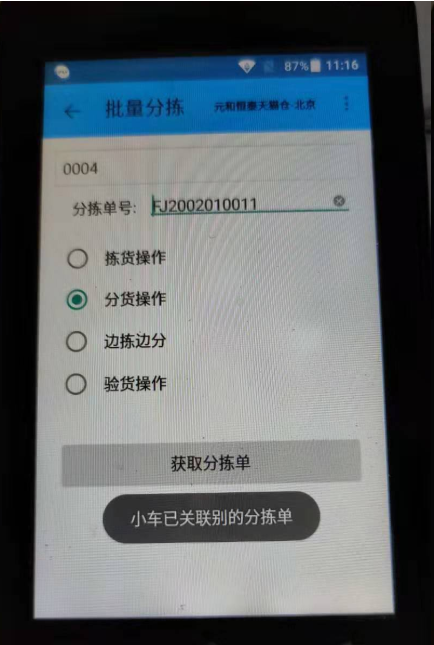 87% 11:16
批量分拣 元和恒泰天猫仓-北京
0004
分拣单号: FJ2002010011
拣货操作
分货操作
边拣边分
验货操作
获取分拣单
小车已关联别的分拣单